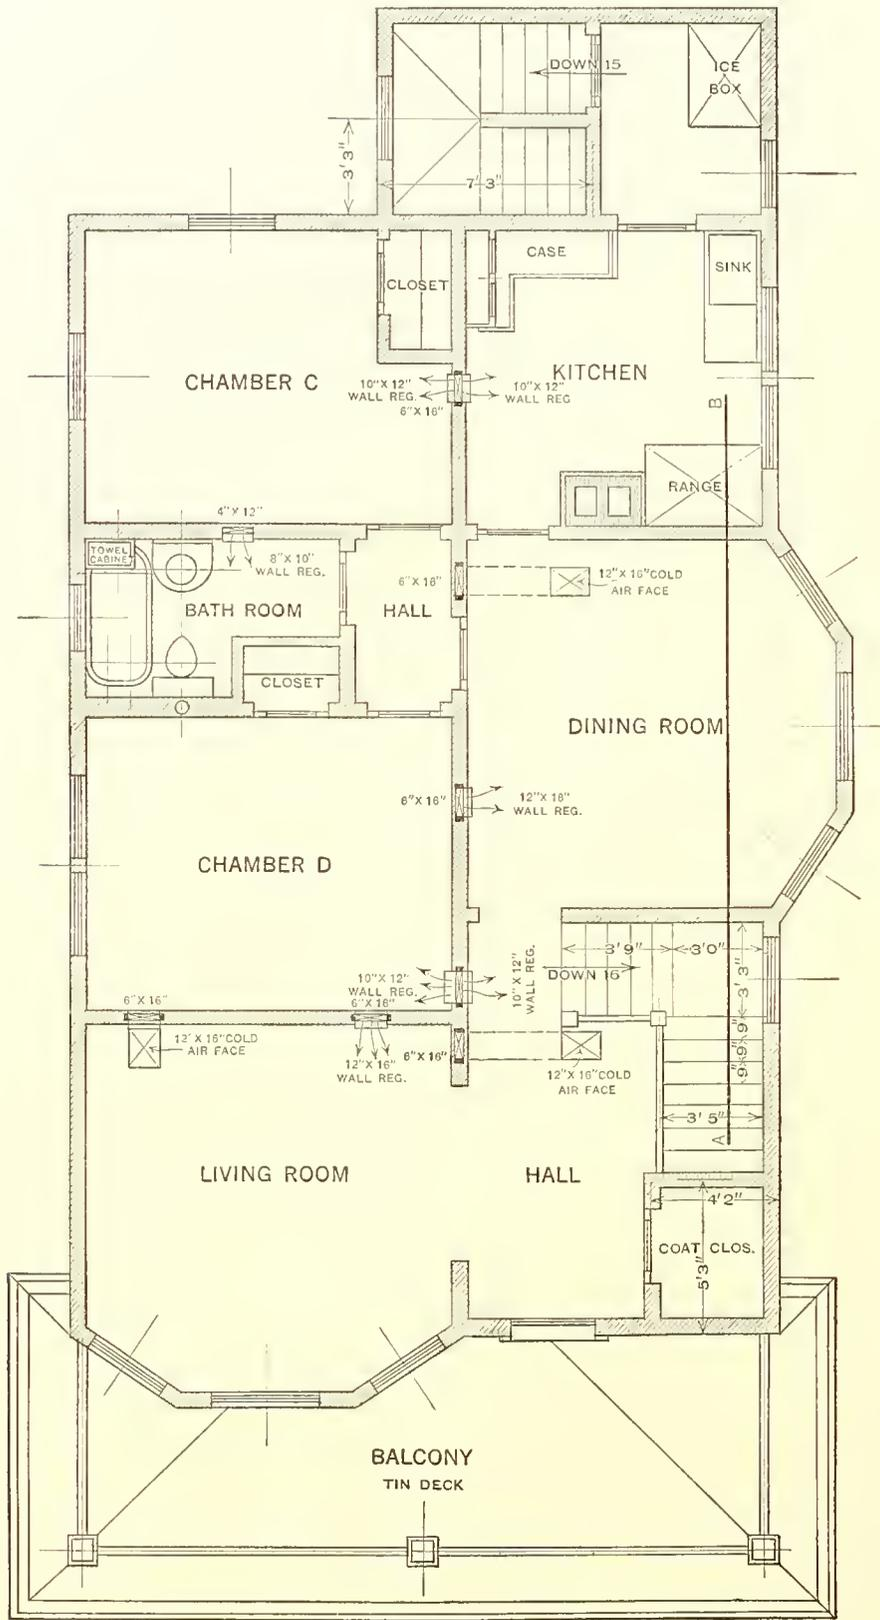 DOWN 15
ICE
BOX
3'3"
7'3"
CASE
SINK
CLOSET
CHAMBER C
KITCHEN
10"X 12"
WALL REG.
6"X 16"
10"X 12"
WALL REG
B
RANGE
4"X 12"
TOWEL
CABINET
8"X 10"
WALL REG.
BATH ROOM
HALL
6"X 16"
12"X 16"COLD
AIR FACE
CLOSET
DINING ROOM
6"X 16"
12"X 16"
WALL REG.
CHAMBER D
3'9"
3'0"
DOWN 16
3'3"
10"X 12"
WALL REG.
10"X 12"
WALL REG.
6"X 16"
6"X 16"
12"X 16"COLD
AIR FACE
12"X 16"
WALL REG.
6"X 16"
12"X 16"COLD
AIR FACE
9" 9" 9"
3'5"
A
LIVING ROOM
HALL
4'2"
COAT CLOS.
5'3"
BALCONY
TIN DECK